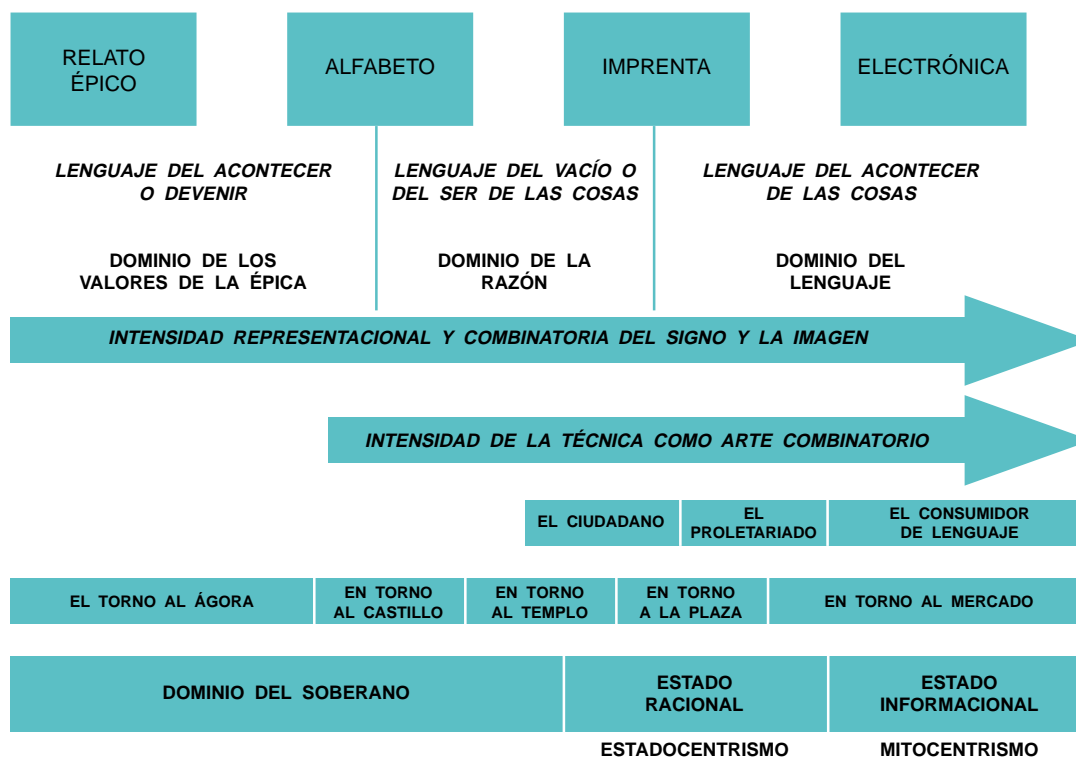 RELATO
ÉPICO
ALFABETO
IMPRENTA
ELECTRÓNICA
LENGUAJE DEL ACONTECER
O DEVENIR
LENGUAJE DEL VACÍO O
DEL SER DE LAS COSAS
LENGUAJE DEL ACONTECER
DE LAS COSAS
DOMINIO DE LOS
VALORES DE LA ÉPICA
DOMINIO DE LA
RAZÓN
DOMINIO DEL
LENGUAJE
INTENSIDAD REPRESENTACIONAL Y COMBINATORIA DEL SIGNO Y LA IMAGEN
INTENSIDAD DE LA TÉCNICA COMO ARTE COMBINATORIO
EL CIUDADANO
EL
PROLETARIADO
EL CONSUMIDOR
DE LENGUAJE
EL TORNO AL ÁGORA
EN TORNO
AL CASTILLO
EN TORNO
AL TEMPLO
EN TORNO
A LA PLAZA
EN TORNO AL MERCADO
DOMINIO DEL SOBERANO
ESTADO
RACIONAL
ESTADO
INFORMACIONAL
ESTADOCENTRISMO
MITOCENTRISMO